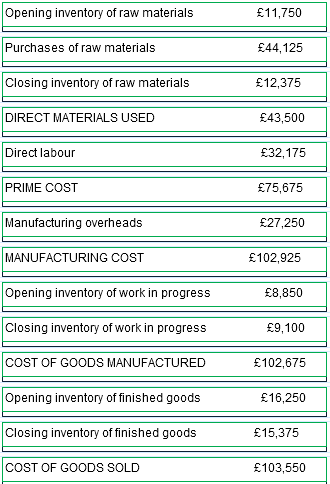 Opening inventory of raw materials £11,750
Purchases of raw materials £44,125
Closing inventory of raw materials £12,375
DIRECT MATERIALS USED £43,500
Direct labour £32,175
PRIME COST £75,675
Manufacturing overheads £27,250
MANUFACTURING COST £102,925
Opening inventory of work in progress £8,850
Closing inventory of work in progress £9,100
COST OF GOODS MANUFACTURED £102,675
Opening inventory of finished goods £16,250
Closing inventory of finished goods £15,375
COST OF GOODS SOLD £103,550